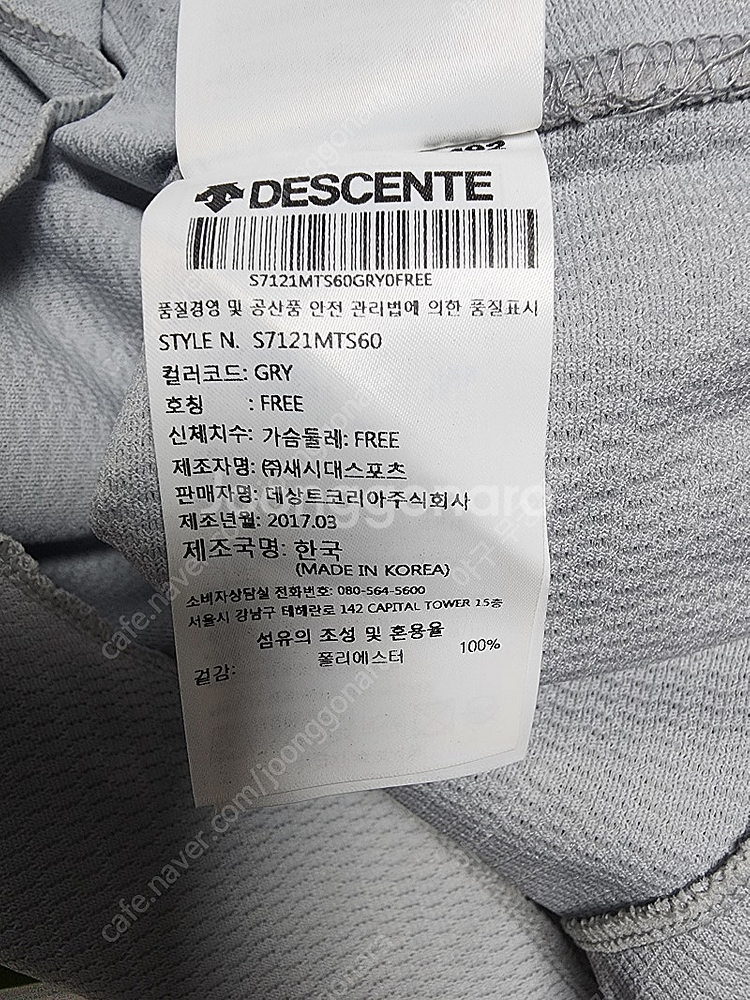 DESCENTE
S7121MTS60GRY0FREE
품질경영 및 공산품 안전 관리법에 의한 품질표시
STYLE N. S7121MTS60
컬러코드: GRY
호칭 : FREE
신체치수: 가슴둘레: FREE
제조자명: ㈜새시대스포츠
판매자명: 데상트코리아주식회사
제조년월: 2017.03
제조국명: 한국
(MADE IN KOREA)
소비자상담실 전화번호: 080-564-5600
서울시 강남구 테헤란로 142 CAPITAL TOWER 15층
섬유의 조성 및 혼용율
겉감: 폴리에스터 100%
cafe.naver.com/joonggonara
joonggonara